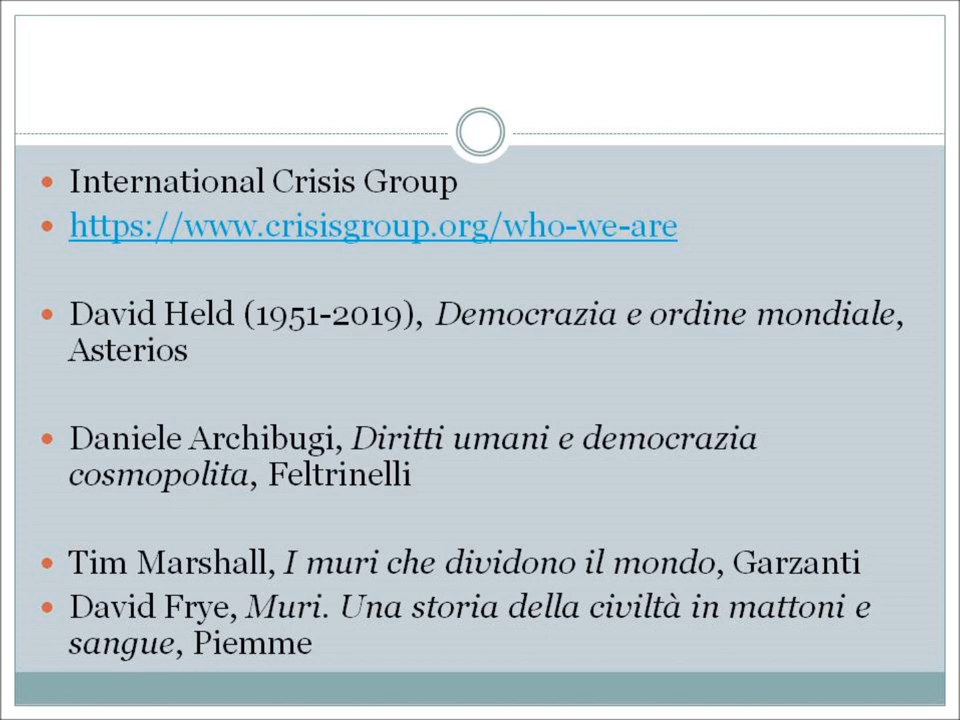 International Crisis Group
https://www.crisisgroup.org/who-we-are
David Held (1951-2019), Democrazia e ordine mondiale,
Asterios
Daniele Archibugi, Diritti umani e democrazia
cosmopolita, Feltrinelli
Tim Marshall, I muri che dividono il mondo, Garzanti
David Frye, Muri. Una storia della civiltà in mattoni e
sangue, Piemme